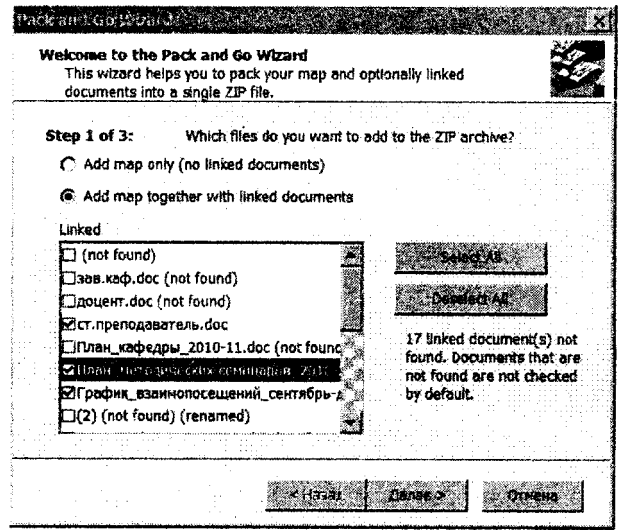 Pack and Go Wizard
Welcome to the Pack and Go Wizard
This wizard helps you to pack your map and optionally linked
documents into a single ZIP file.
Step 1 of 3: Which files do you want to add to the ZIP archive?
Add map only (no linked documents)
Add map together with linked documents
Linked
(not found)
зав.каф.doc (not found)
доцент.doc (not found)
ст.преподаватель.doc
План_кафедры_2010-11.doc (not found
План_методических семинаров_201
График_взаимопосещений_сентябрь-д
(2) (not found) (renamed)
Select All
Deselect All
17 linked document(s) not
found. Documents that are
not found are not checked
by default.
< Назад
Далее >
Отмена